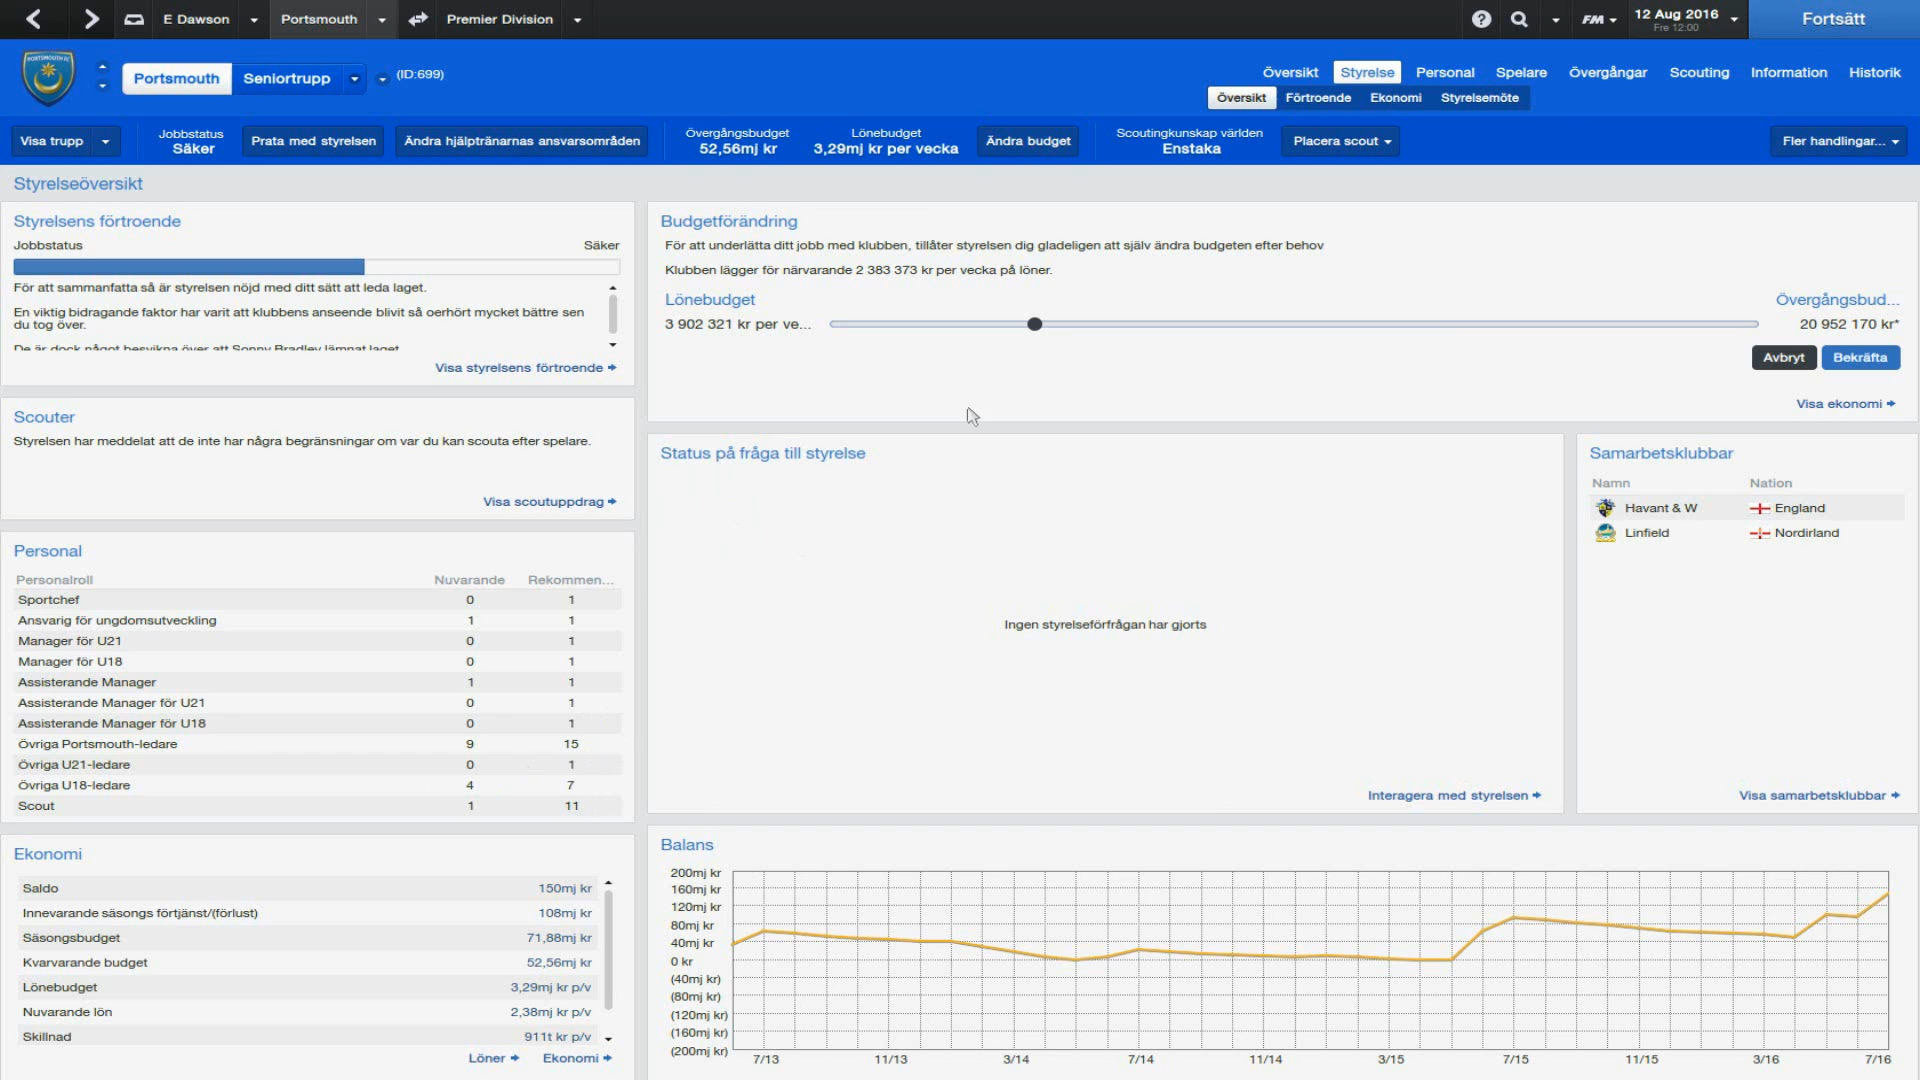 E Dawson
Portsmouth
Premier Division
FM
12 Aug 2016
Fre 12:00
Fortsätt
Portsmouth
Seniortrupp
(ID:699)
Översikt Styrelse Personal Spelare Övergångar Scouting Information Historik
Översikt Förtroende Ekonomi Styrelsemöte
Visa trupp
Jobbstatus
Säker
Prata med styrelsen
Ändra hjälptränarnas ansvarsområden
Övergångsbudget
52,56mj kr
Lönebudget
3,29mj kr per vecka
Ändra budget
Scoutingkunskap världen
Enstaka
Placera scout
Fler handlingar...
Styrelseöversikt
Styrelsens förtroende
Jobbstatus Säker
För att sammanfatta så är styrelsen nöjd med ditt sätt att leda laget.
En viktig bidragande faktor har varit att klubbens anseende blivit så oerhört mycket bättre sen
du tog över.
De är dock något besvikna över att Sonny Bradley lämnat laget
Visa styrelsens förtroende
Scouter
Styrelsen har meddelat att de inte har några begränsningar om var du kan scouta efter spelare.
Visa scoutuppdrag
Personal
Personalroll Nuvarande Rekommen...
Sportchef 0 1
Ansvarig för ungdomsutveckling 1 1
Manager för U21 0 1
Manager för U18 0 1
Assisterande Manager 1 1
Assisterande Manager för U21 0 1
Assisterande Manager för U18 0 1
Övriga Portsmouth-ledare 9 15
Övriga U21-ledare 0 1
Övriga U18-ledare 4 7
Scout 1 11
Ekonomi
Saldo 150mj kr
Innevarande säsongs förtjänst/(förlust) 108mj kr
Säsongsbudget 71,88mj kr
Kvarvarande budget 52,56mj kr
Lönebudget 3,29mj kr p/v
Nuvarande lön 2,38mj kr p/v
Skillnad 911t kr p/v
Löner Ekonomi
Budgetförändring
För att underlätta ditt jobb med klubben, tillåter styrelsen dig gladeligen att själv ändra budgeten efter behov
Klubben lägger för närvarande 2 383 373 kr per vecka på löner.
Lönebudget Övergångsbud...
3 902 321 kr per ve... 20 952 170 kr*
Avbryt Bekräfta
Visa ekonomi
Status på fråga till styrelse
Ingen styrelseförfrågan har gjorts
Interagera med styrelsen
Samarbetsklubbar
Namn Nation
Havant & W England
Linfield Nordirland
Visa samarbetsklubbar
Balans
200mj kr
160mj kr
120mj kr
80mj kr
40mj kr
0 kr
(40mj kr)
(80mj kr)
(120mj kr)
(160mj kr)
(200mj kr)
7/13 11/13 3/14 7/14 11/14 3/15 7/15 11/15 3/16 7/16